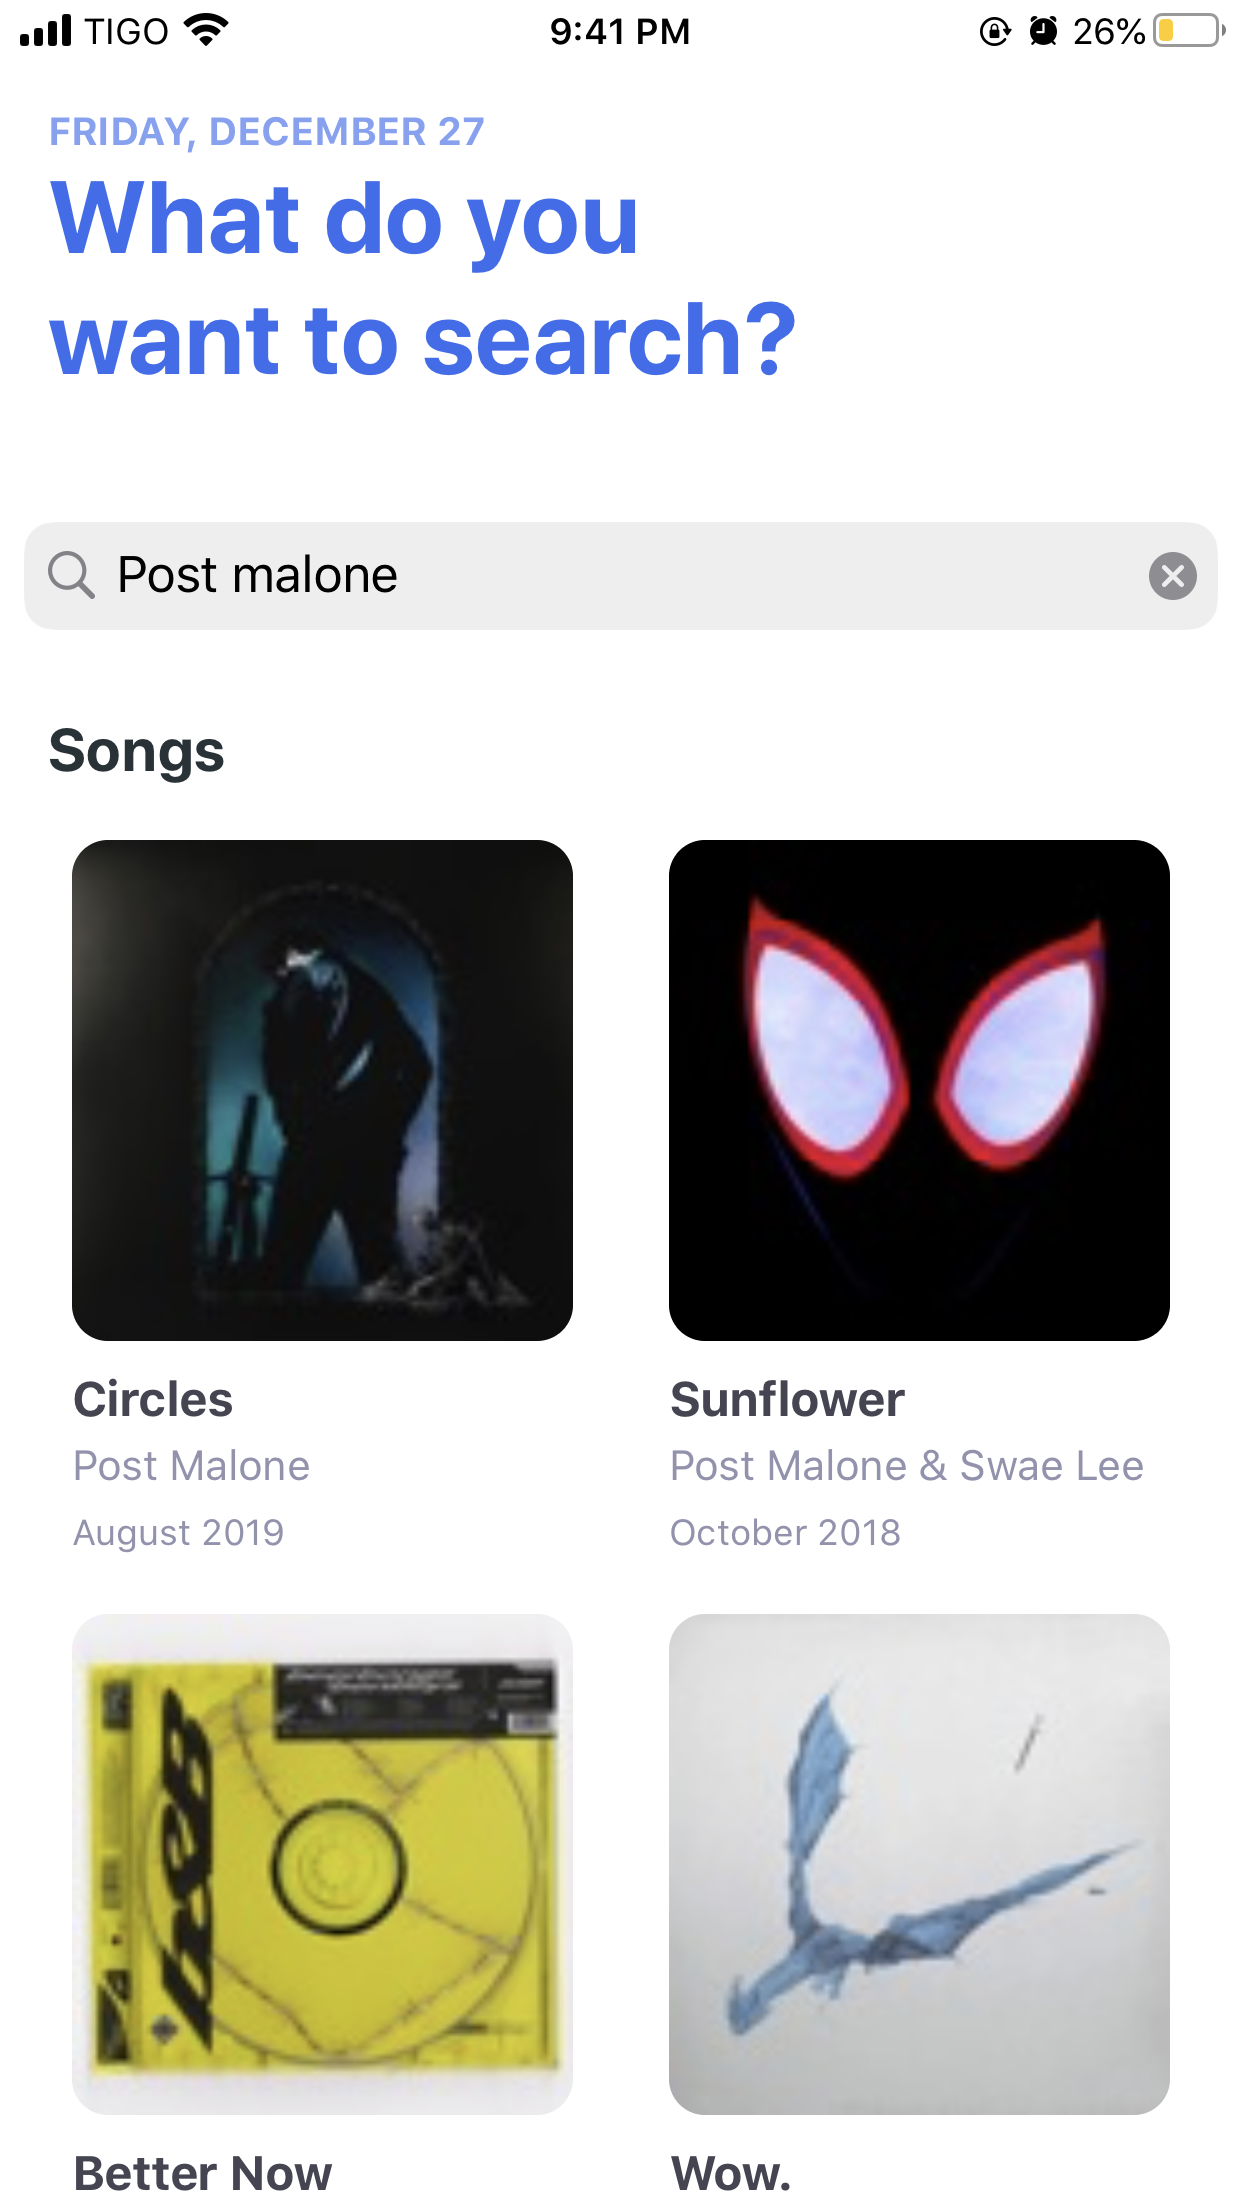 TIGO 9:41 PM 26%
FRIDAY, DECEMBER 27
What do you
want to search?
Post malone
Songs
Circles
Post Malone
August 2019
Sunflower
Post Malone & Swae Lee
October 2018
Better Now
Wow.